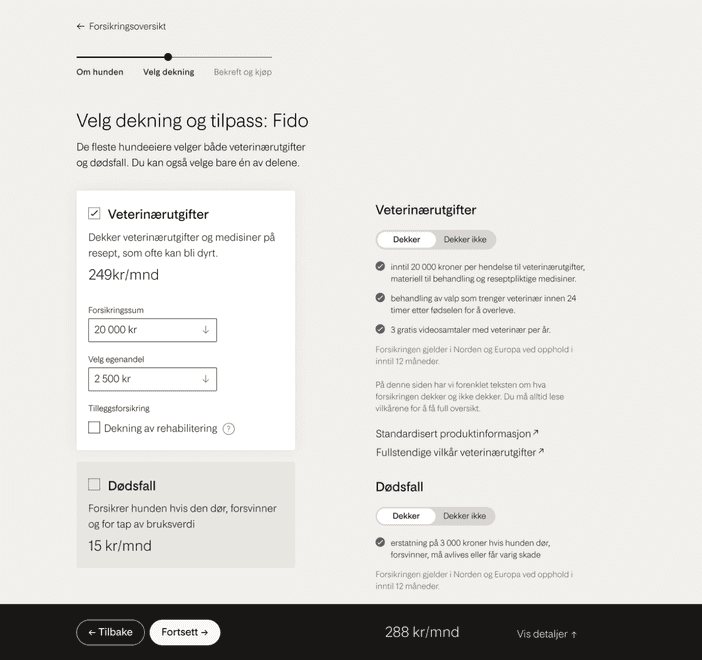 ← Forsikringsoversikt
Om hunden
Velg dekning
Bekreft og kjøp
Velg dekning og tilpass: Fido
De fleste hundeeiere velger både veterinærutgifter
og dødsfall. Du kan også velge bare én av delene.
Veterinærutgifter
Dekker veterinærutgifter og medisiner på
resept, som ofte kan bli dyrt.
249kr/mnd
Forsikringssum
20 000 kr ↓
Velg egenandel
2 500 kr ↓
Tilleggsforsikring
Dekning av rehabilitering ?
Dødsfall
Forsikrer hunden hvis den dør, forsvinner
og for tap av bruksverdi
15 kr/mnd
Veterinærutgifter
Dekker
Dekker ikke
inntil 20 000 kroner per hendelse til veterinærutgifter,
materiell til behandling og reseptpliktige medisiner.
behandling av valp som trenger veterinær innen 24
timer etter fødselen for å overleve.
3 gratis videosamtaler med veterinær per år.
Forsikringen gjelder i Norden og Europa ved opphold i
inntil 12 måneder.
På denne siden har vi forenklet teksten om hva
forsikringen dekker og ikke dekker. Du må alltid lese
vilkårene for å få full oversikt.
Standardisert produktinformasjon↗
Fullstendige vilkår veterinærutgifter↗
Dødsfall
Dekker
Dekker ikke
erstatning på 3 000 kroner hvis hunden dør,
forsvinner, må avlives eller får varig skade
Forsikringen gjelder i Norden og Europa ved opphold i
inntil 12 måneder.
← Tilbake
Fortsett →
288 kr/mnd
Vis detaljer ↑